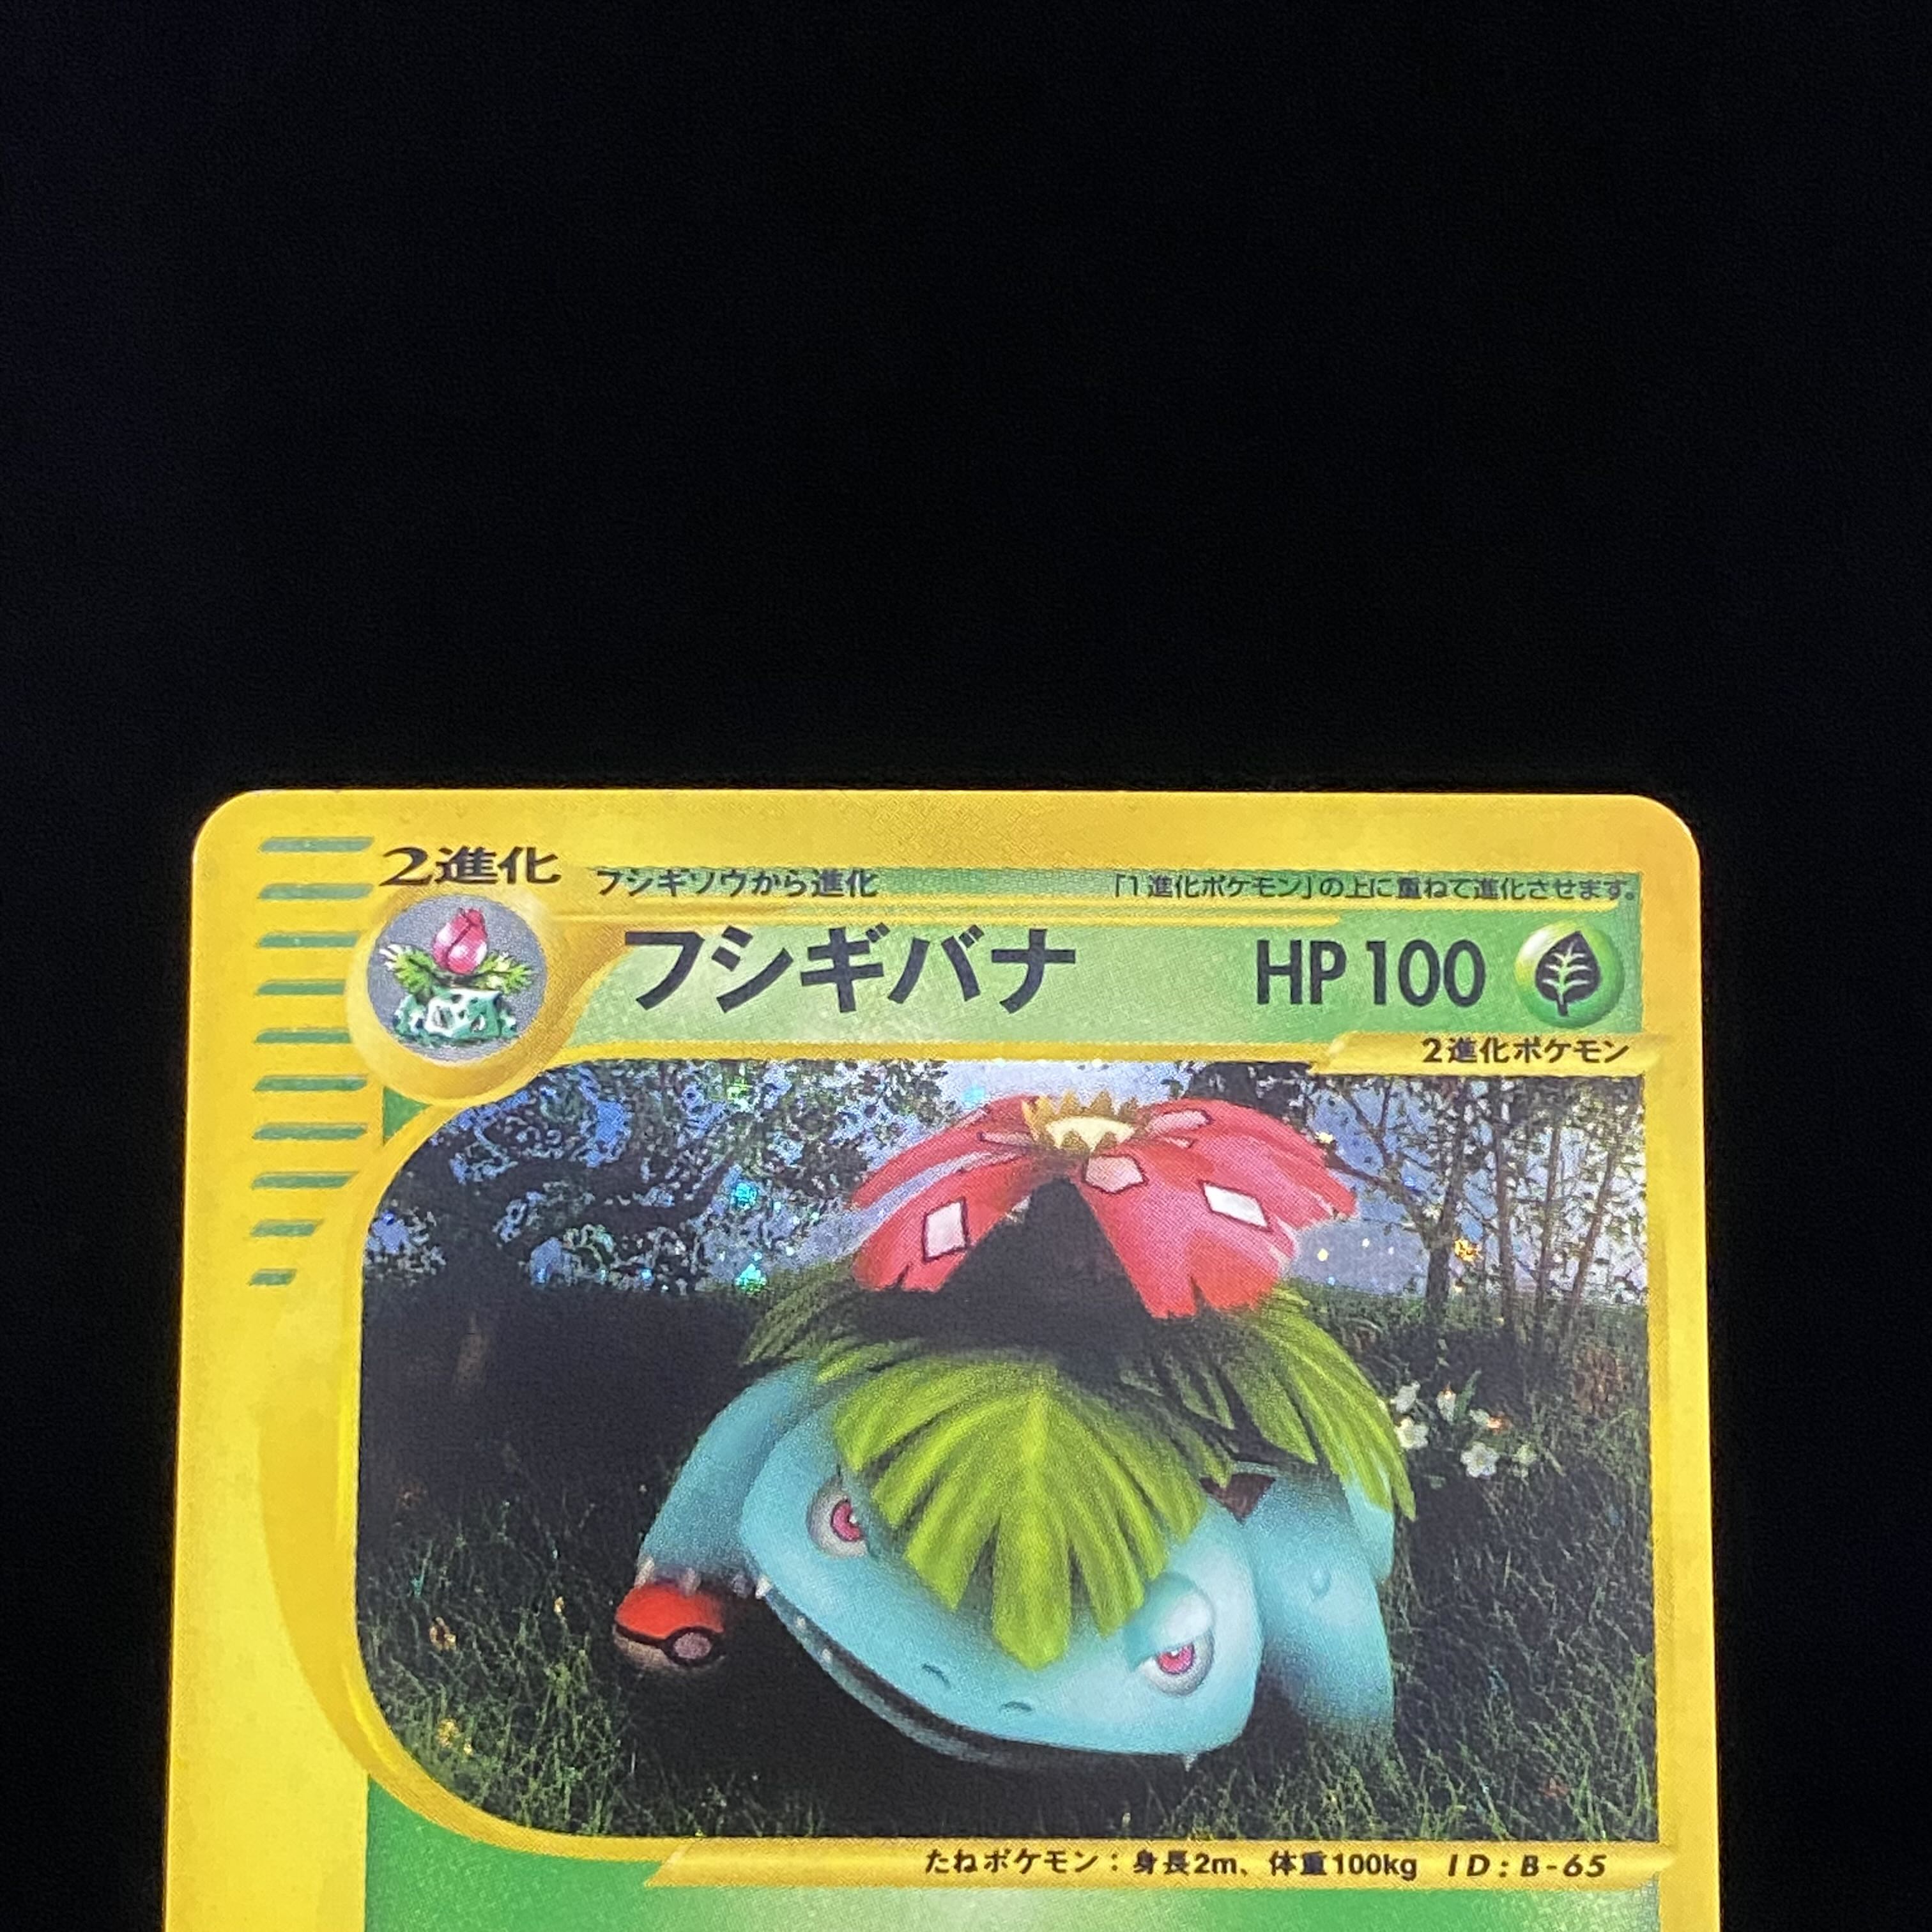 2進化
フシギソウから進化 「1進化ポケモン」の上に重ねて進化させます。
フシギバナ HP100
2進化ポケモン
たねポケモン：身長2m、体重100kg ID:B-65